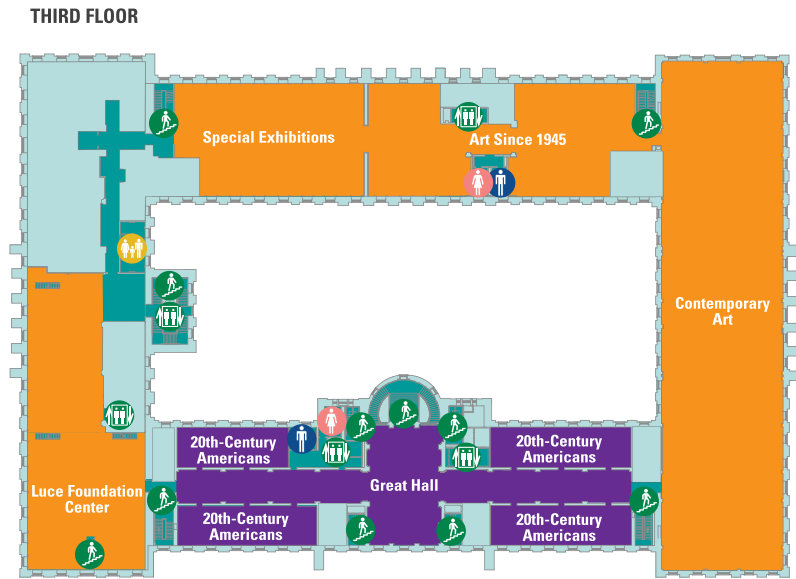 THIRD FLOOR
Special Exhibitions
Art Since 1945
Contemporary
Art
20th-Century
Americans
20th-Century
Americans
Great Hall
Luce Foundation
Center
20th-Century
Americans
20th-Century
Americans